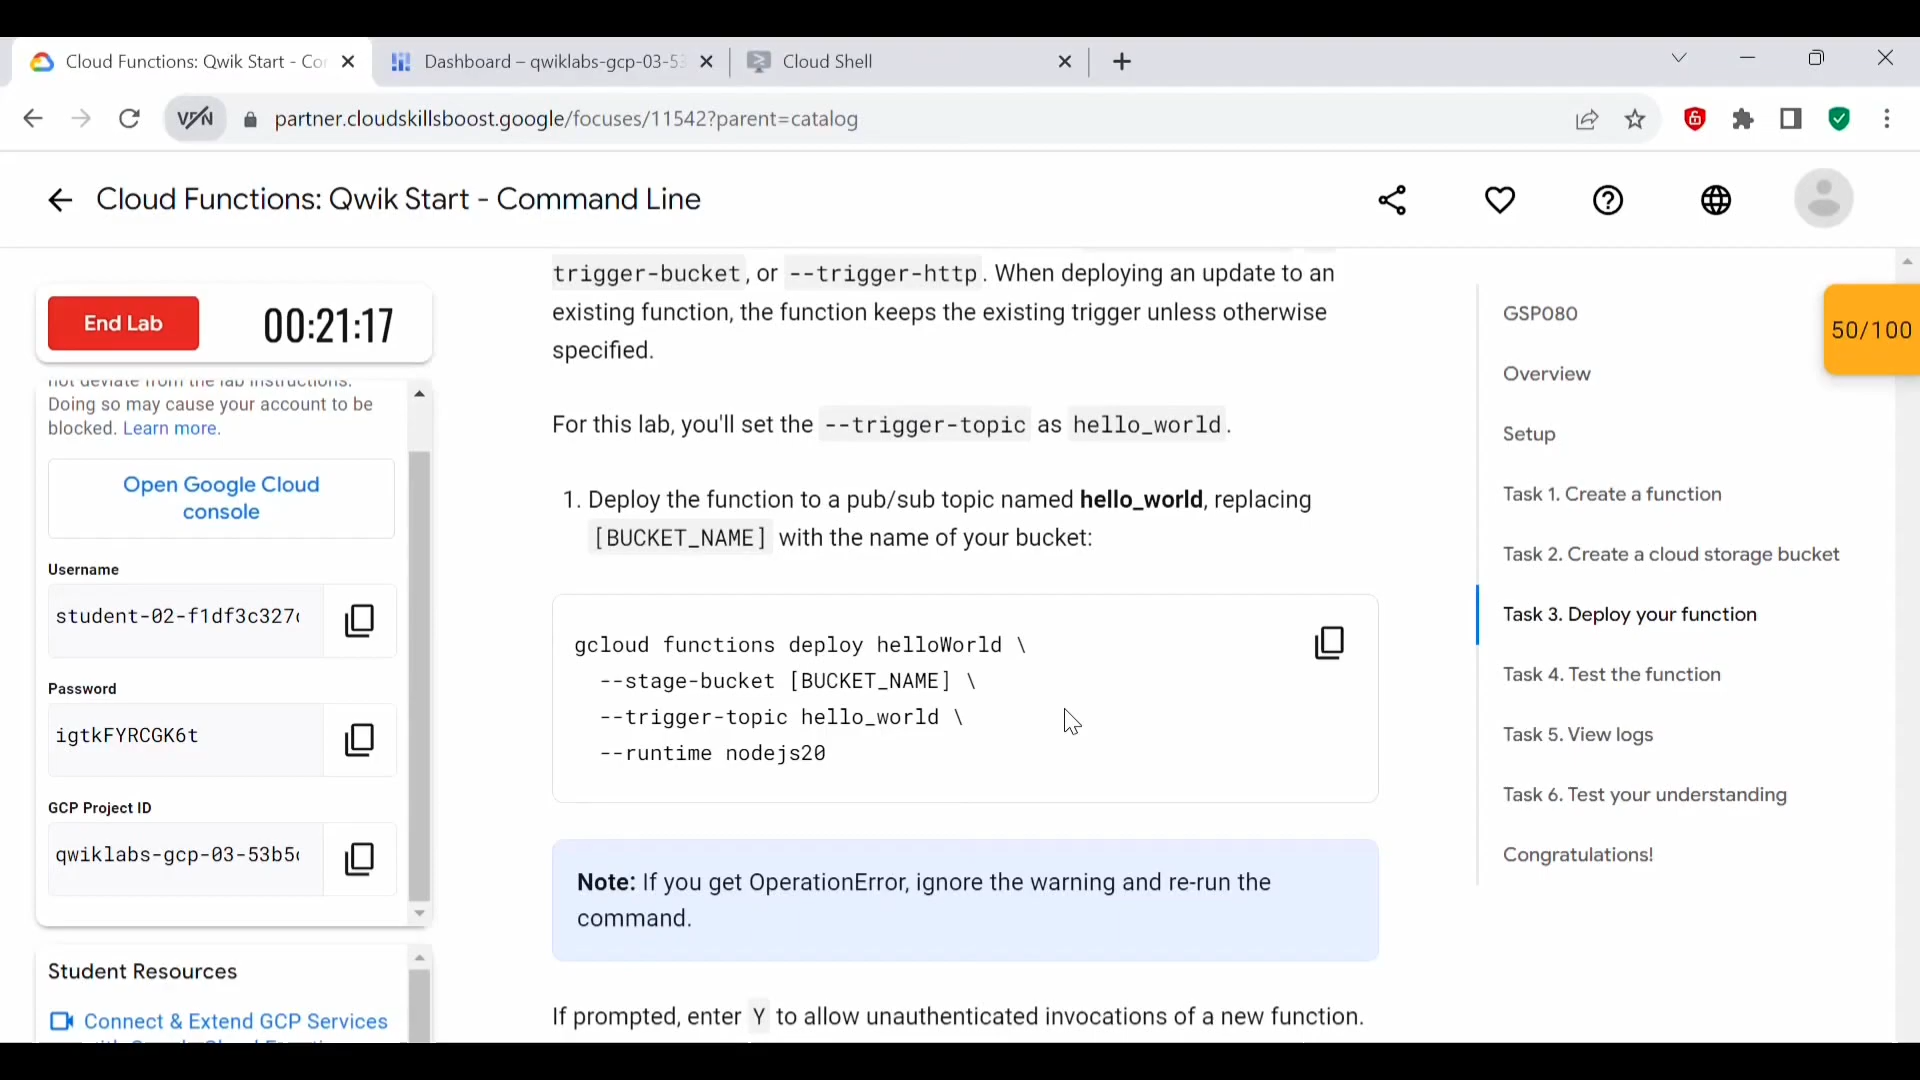 Cloud Functions: Qwik Start - Co
Dashboard – qwiklabs-gcp-03-53
Cloud Shell
VPN
partner.cloudskillsboost.google/focuses/11542?parent=catalog
Cloud Functions: Qwik Start - Command Line
End Lab
00:21:17
not deviate from the lab instructions.
Doing so may cause your account to be
blocked. Learn more.
Open Google Cloud
console
Username
student-02-f1df3c327
Password
igtkFYRCGK6t
GCP Project ID
qwiklabs-gcp-03-53b5
Student Resources
Connect & Extend GCP Services
trigger-bucket, or --trigger-http. When deploying an update to an
existing function, the function keeps the existing trigger unless otherwise
specified.
For this lab, you'll set the --trigger-topic as hello_world.
1. Deploy the function to a pub/sub topic named hello_world, replacing
[BUCKET_NAME] with the name of your bucket:
gcloud functions deploy helloWorld \
--stage-bucket [BUCKET_NAME] \
--trigger-topic hello_world \
--runtime nodejs20
Note: If you get OperationError, ignore the warning and re-run the
command.
If prompted, enter Y to allow unauthenticated invocations of a new function.
GSP080
Overview
Setup
Task 1. Create a function
Task 2. Create a cloud storage bucket
Task 3. Deploy your function
Task 4. Test the function
Task 5. View logs
Task 6. Test your understanding
Congratulations!
50/100